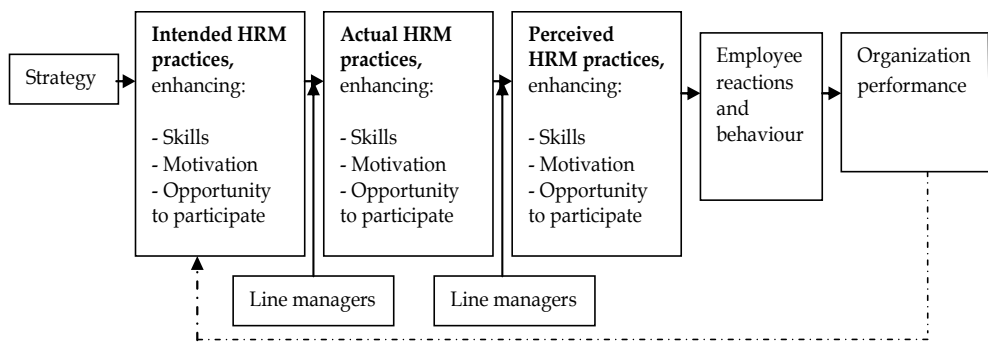 Strategy
Intended HRM
practices,
enhancing:
- Skills
- Motivation
- Opportunity
to participate
Actual HRM
practices,
enhancing:
- Skills
- Motivation
- Opportunity
to participate
Perceived
HRM practices,
enhancing:
- Skills
- Motivation
- Opportunity
to participate
Employee
reactions
and
behaviour
Organization
performance
Line managers
Line managers